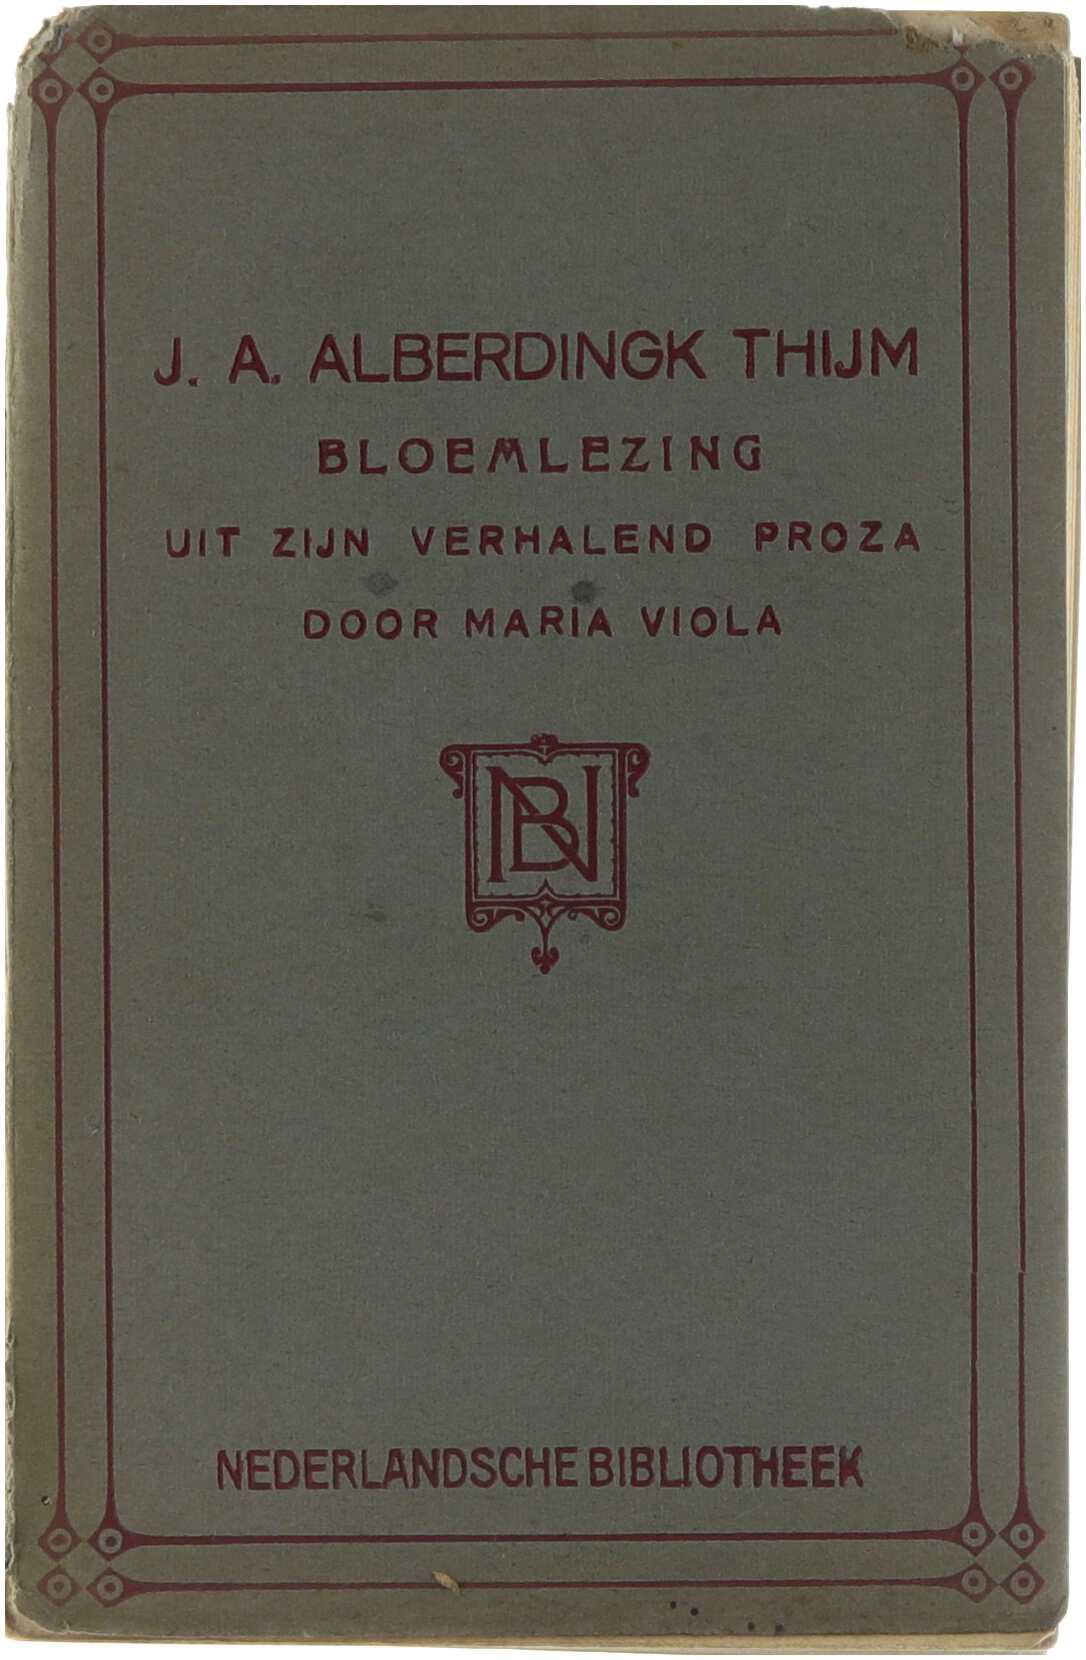 J. A. ALBERDINGK THIJM
BLOEMLEZING
UIT ZIJN VERHALEND PROZA
DOOR MARIA VIOLA
NB
NEDERLANDSCHE BIBLIOTHEEK